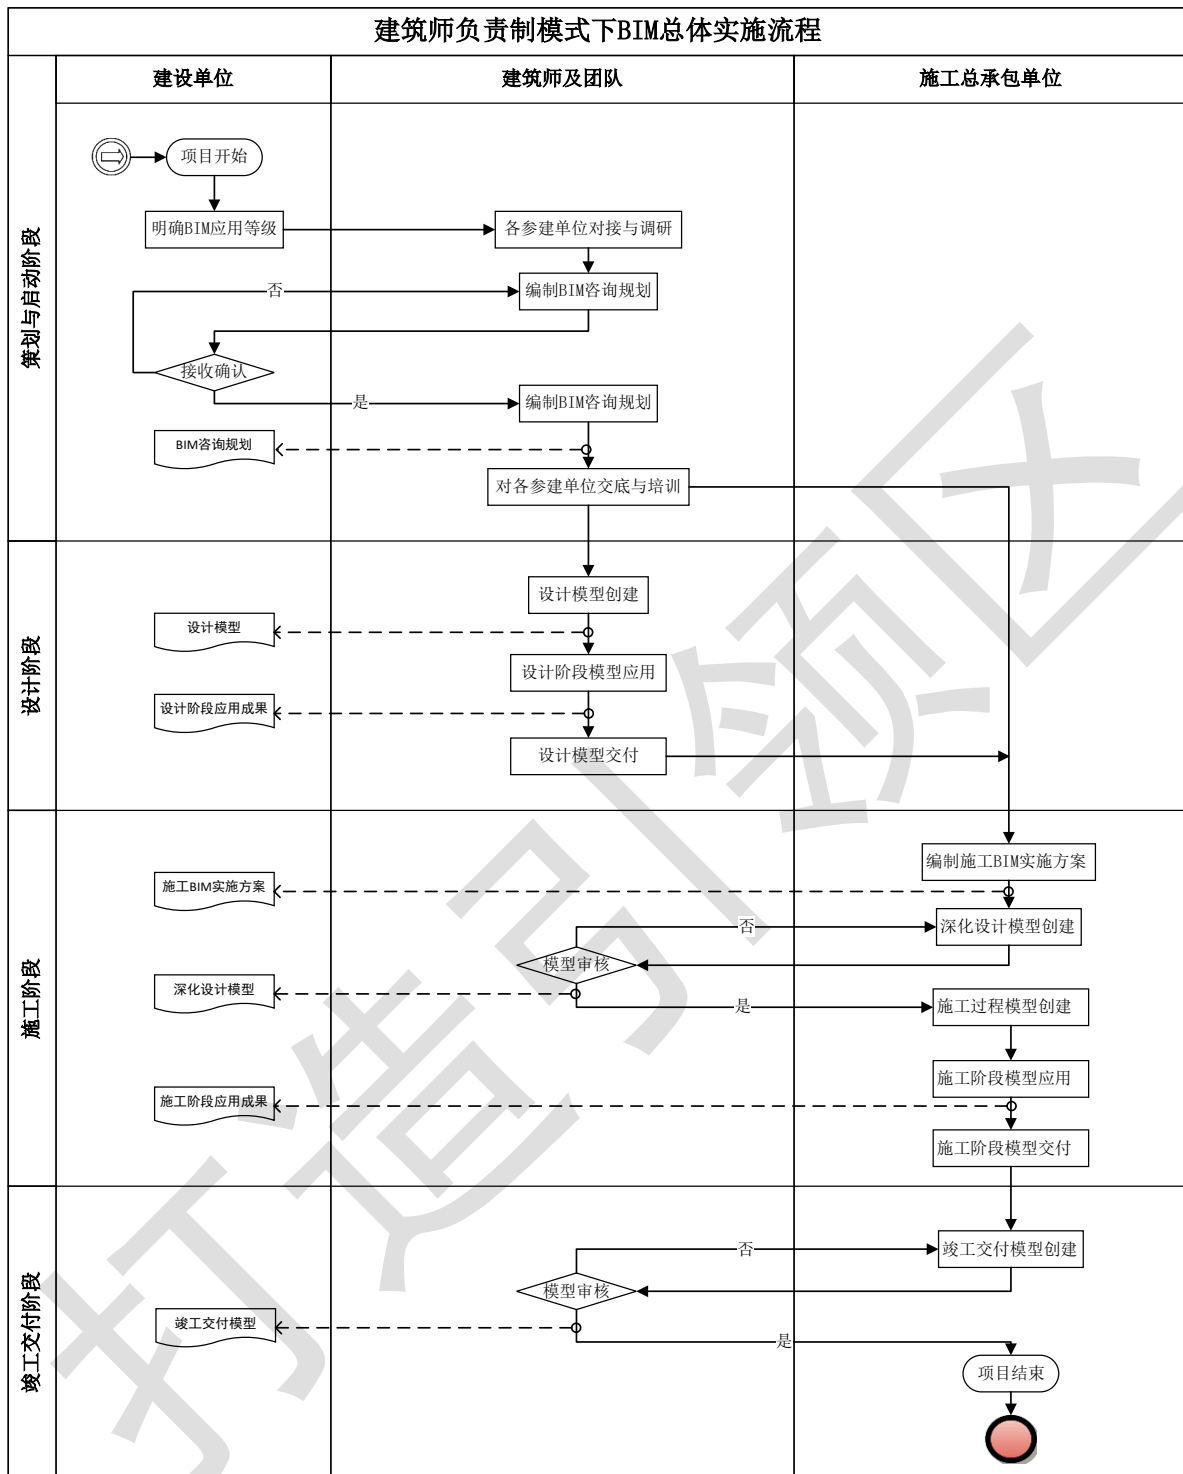 建筑师负责制模式下BIM总体实施流程
建设单位
建筑师及团队
施工总承包单位
策划与启动阶段
项目开始
明确BIM应用等级
各参建单位对接与调研
否
编制BIM咨询规划
接收确认
是
编制BIM咨询规划
BIM咨询规划
对各参建单位交底与培训
设计阶段
设计模型创建
设计模型
设计阶段模型应用
设计阶段应用成果
设计模型交付
施工阶段
编制施工BIM实施方案
施工BIM实施方案
否
深化设计模型创建
模型审核
深化设计模型
是
施工过程模型创建
施工阶段模型应用
施工阶段应用成果
施工阶段模型交付
竣工交付阶段
否
竣工交付模型创建
模型审核
竣工交付模型
是
项目结束
打造引领区